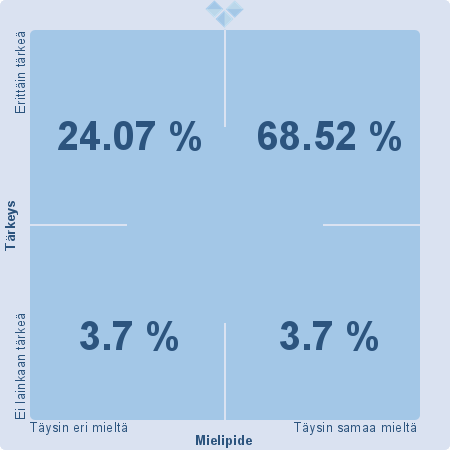 Erittäin tärkeä
24.07 %
68.52 %
Tärkeys
Ei lainkaan tärkeä
3.7 %
3.7 %
Täysin eri mieltä
Täysin samaa mieltä
Mielipide